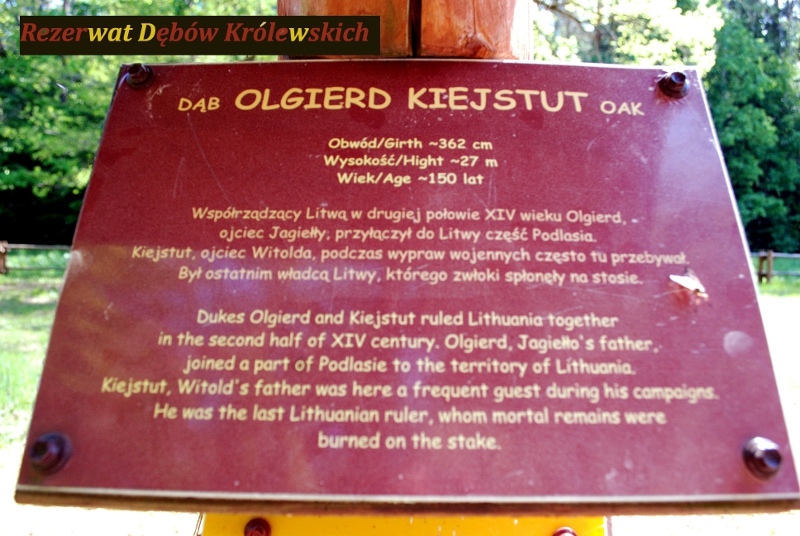 Rezerwat Dębów Królewskich
DĄB OLGIERD KIEJSTUT OAK
Obwód/Girth ~362 cm
Wysokość/Hight ~27 m
Wiek/Age ~150 lat
Współrządzący Litwą w drugiej połowie XIV wieku Olgierd,
ojciec Jagiełły, przyłączył do Litwy część Podlasia.
Kiejstut, ojciec Witolda, podczas wypraw wojennych często tu przebywał.
Był ostatnim władcą Litwy, którego zwłoki spłonęły na stosie.
Dukes Olgierd and Kiejstut ruled Lithuania together
in the second half of XIV century. Olgierd, Jagiełło's father,
joined a part of Podlasie to the territory of Lithuania.
Kiejstut, Witold's father was here a frequent guest during his campaigns.
He was the last Lithuanian ruler, whom mortal remains were
burned on the stake.